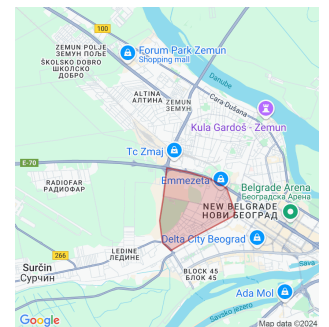 100
ZEMUN POLJE
ЗЕМУН ПОЉЕ
Forum Park Zemun
Shopping mall
ŠKOLSKO DOBRO
ШКОЛСКО
ДОБРО
Danube
ALTINA
АЛТИНА
ZEMUN
ЗЕМУН
Cara Dušana
Kula Gardoš - Zemun
Tc Zmaj
E-70
RADIOFAR
РАДИОФАР
Emmezeta
Belgrade Arena
Београдска Арена
NEW BELGRADE
НОВИ БЕОГРАД
Delta City Beograd
LEDINE
ЛЕДИНЕ
266
Surčin
Сурчин
BLOCK 45
БЛОК 45
Sava
Ada Mol
Savsko jezero
Google
Map data ©2024